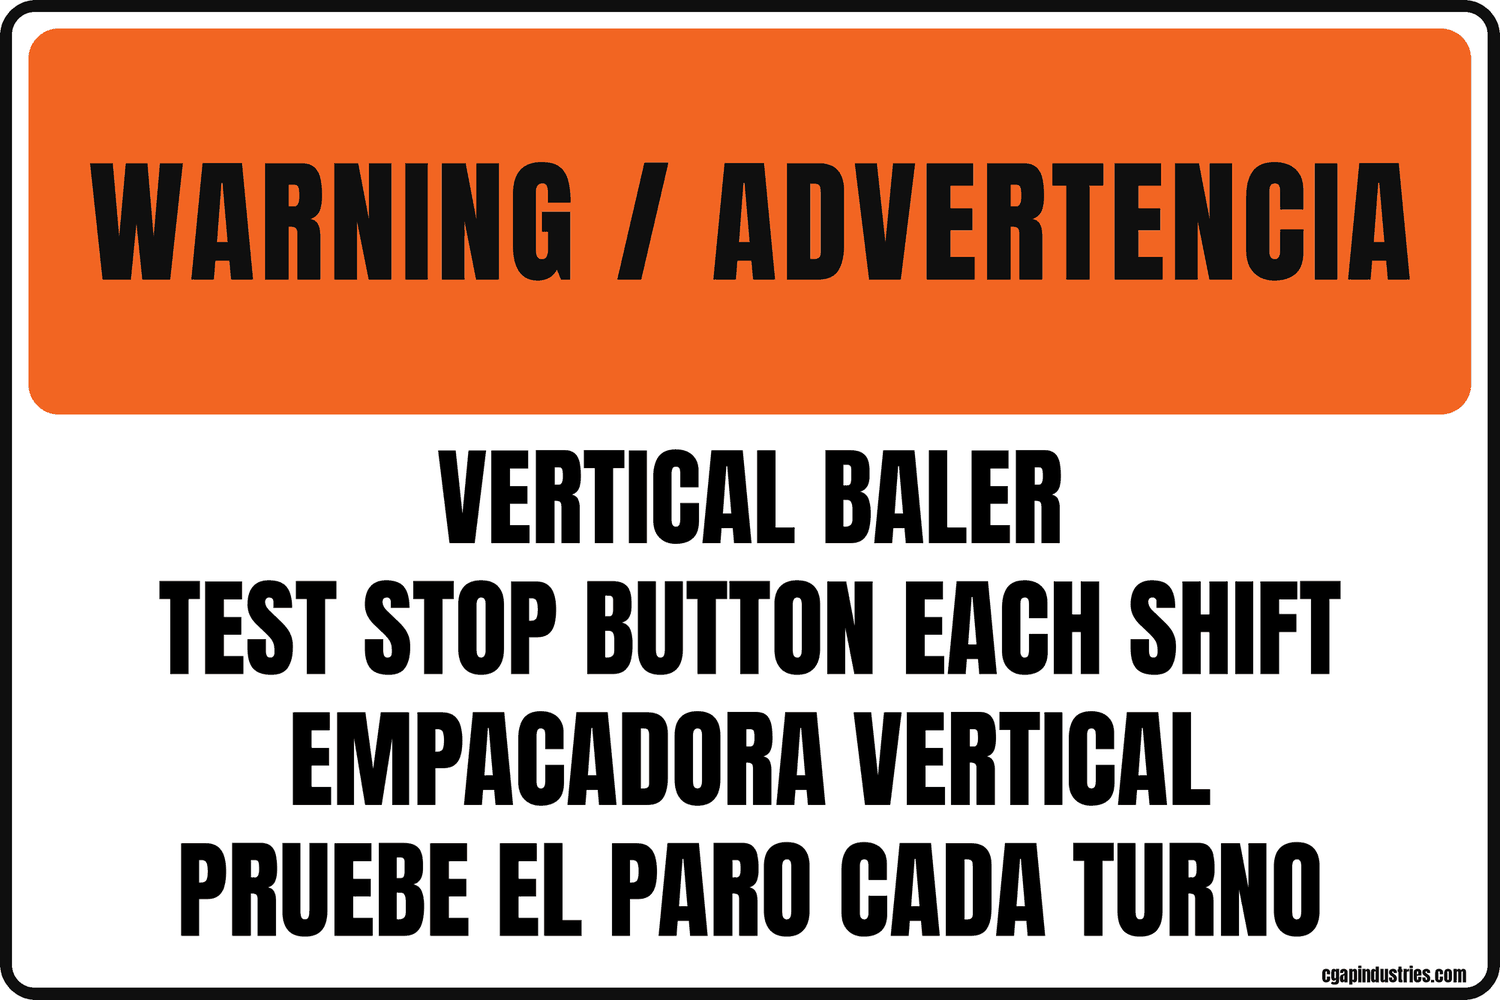 WARNING / ADVERTENCIA
VERTICAL BALER
TEST STOP BUTTON EACH SHIFT
EMPACADORA VERTICAL
PRUEBE EL PARO CADA TURNO
cgapindustries.com